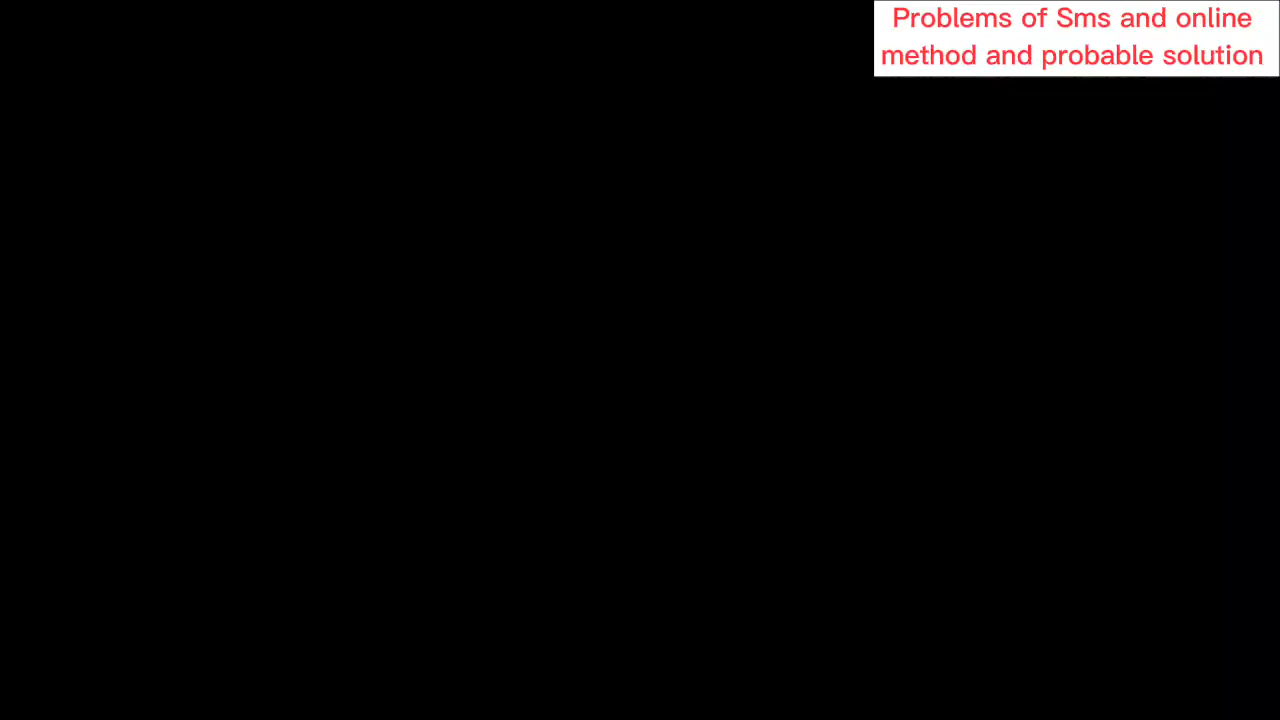 Problems of Sms and online
method and probable solution